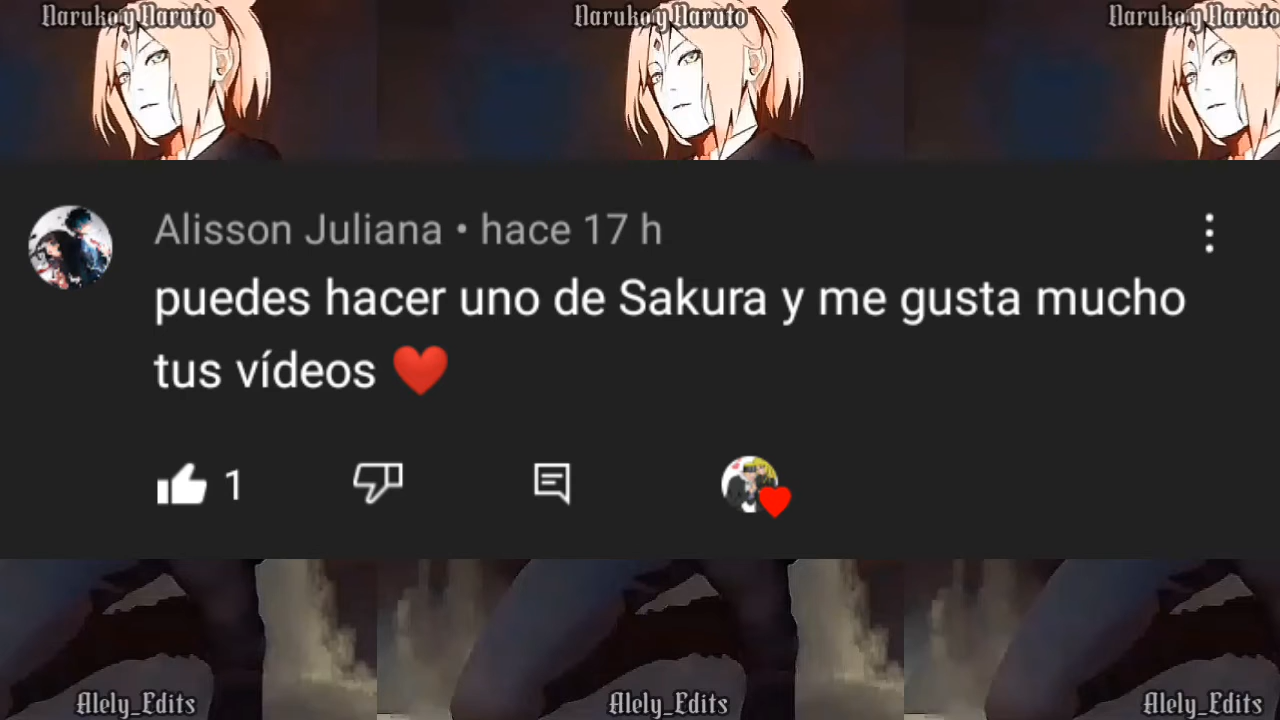 Naruko y Naruto Naruko y Naruto Naruko y Naruto
Alisson Juliana • hace 17 h
puedes hacer uno de Sakura y me gusta mucho
tus vídeos ❤️
1
Alely_Edits Alely_Edits Alely_Edits